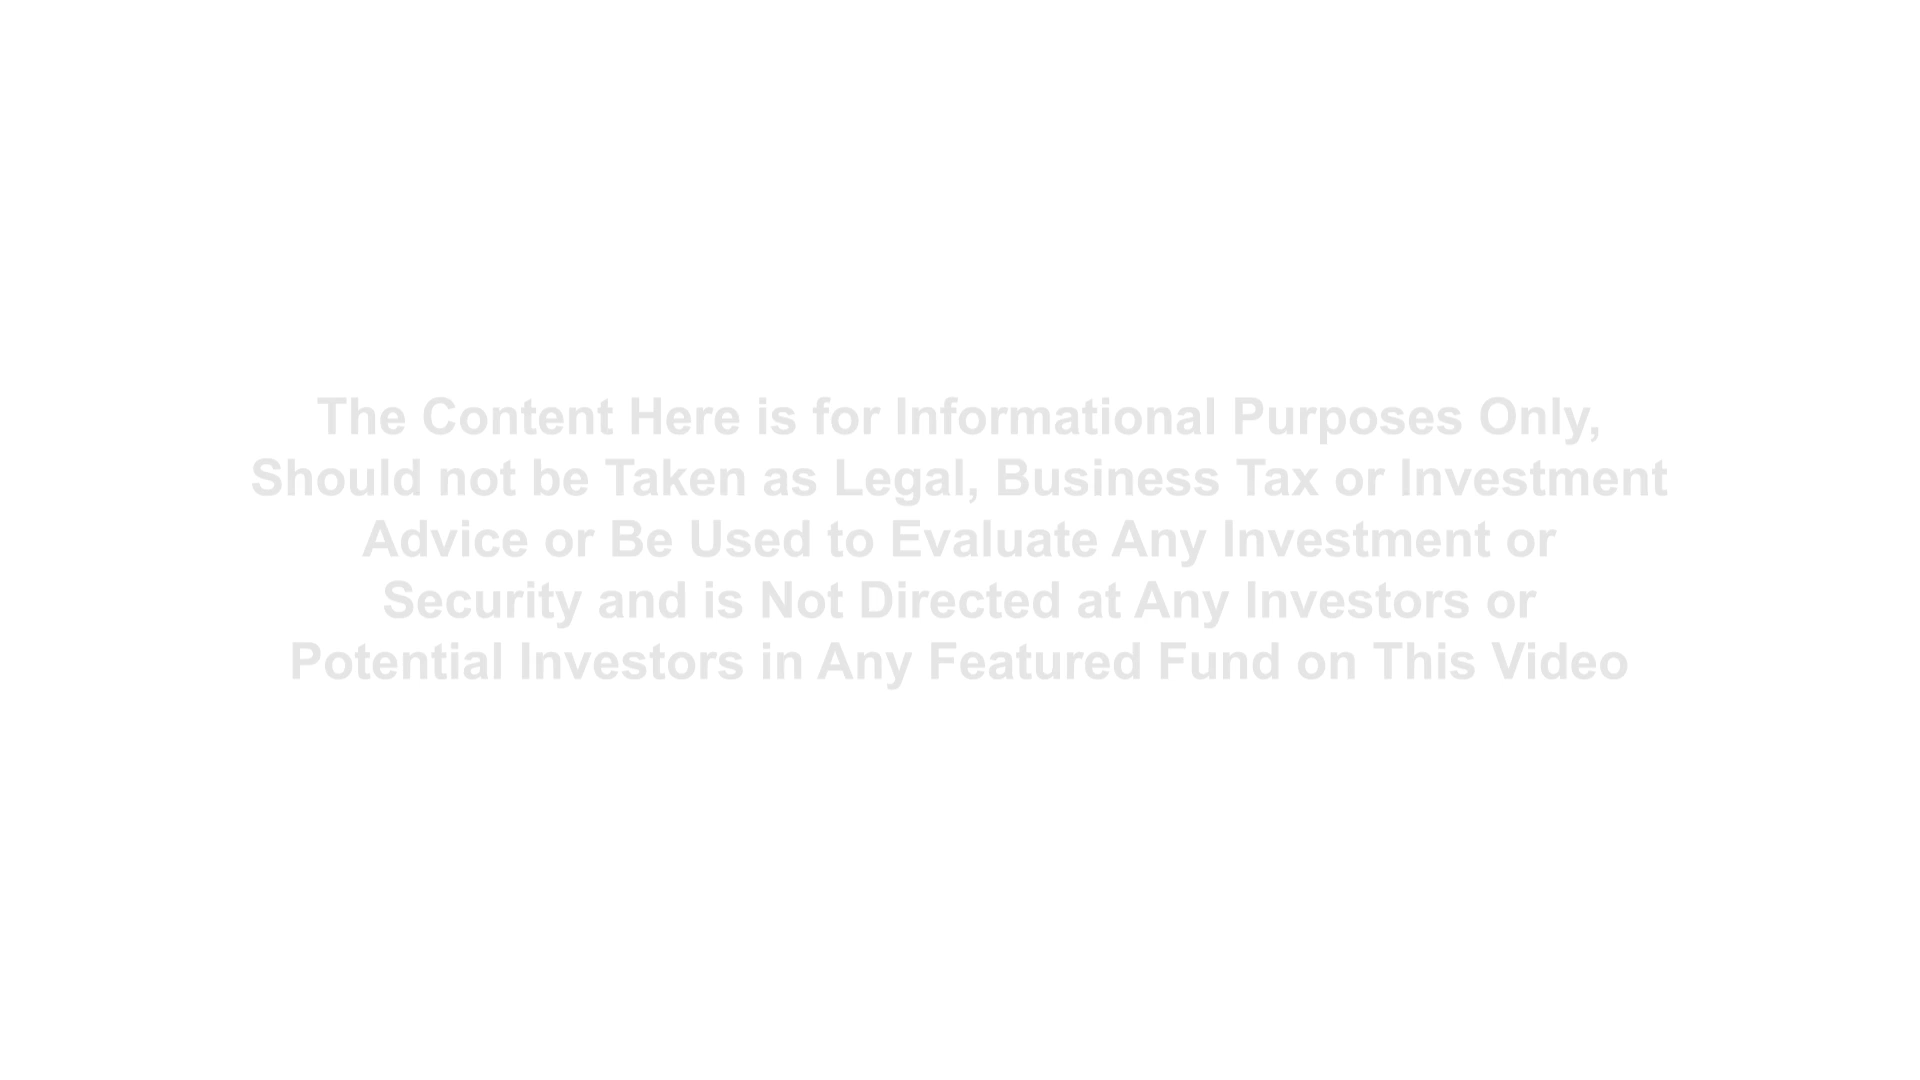 The Content Here is for Informational Purposes Only,
Should not be Taken as Legal, Business Tax or Investment
Advice or Be Used to Evaluate Any Investment or
Security and is Not Directed at Any Investors or
Potential Investors in Any Featured Fund on This Video